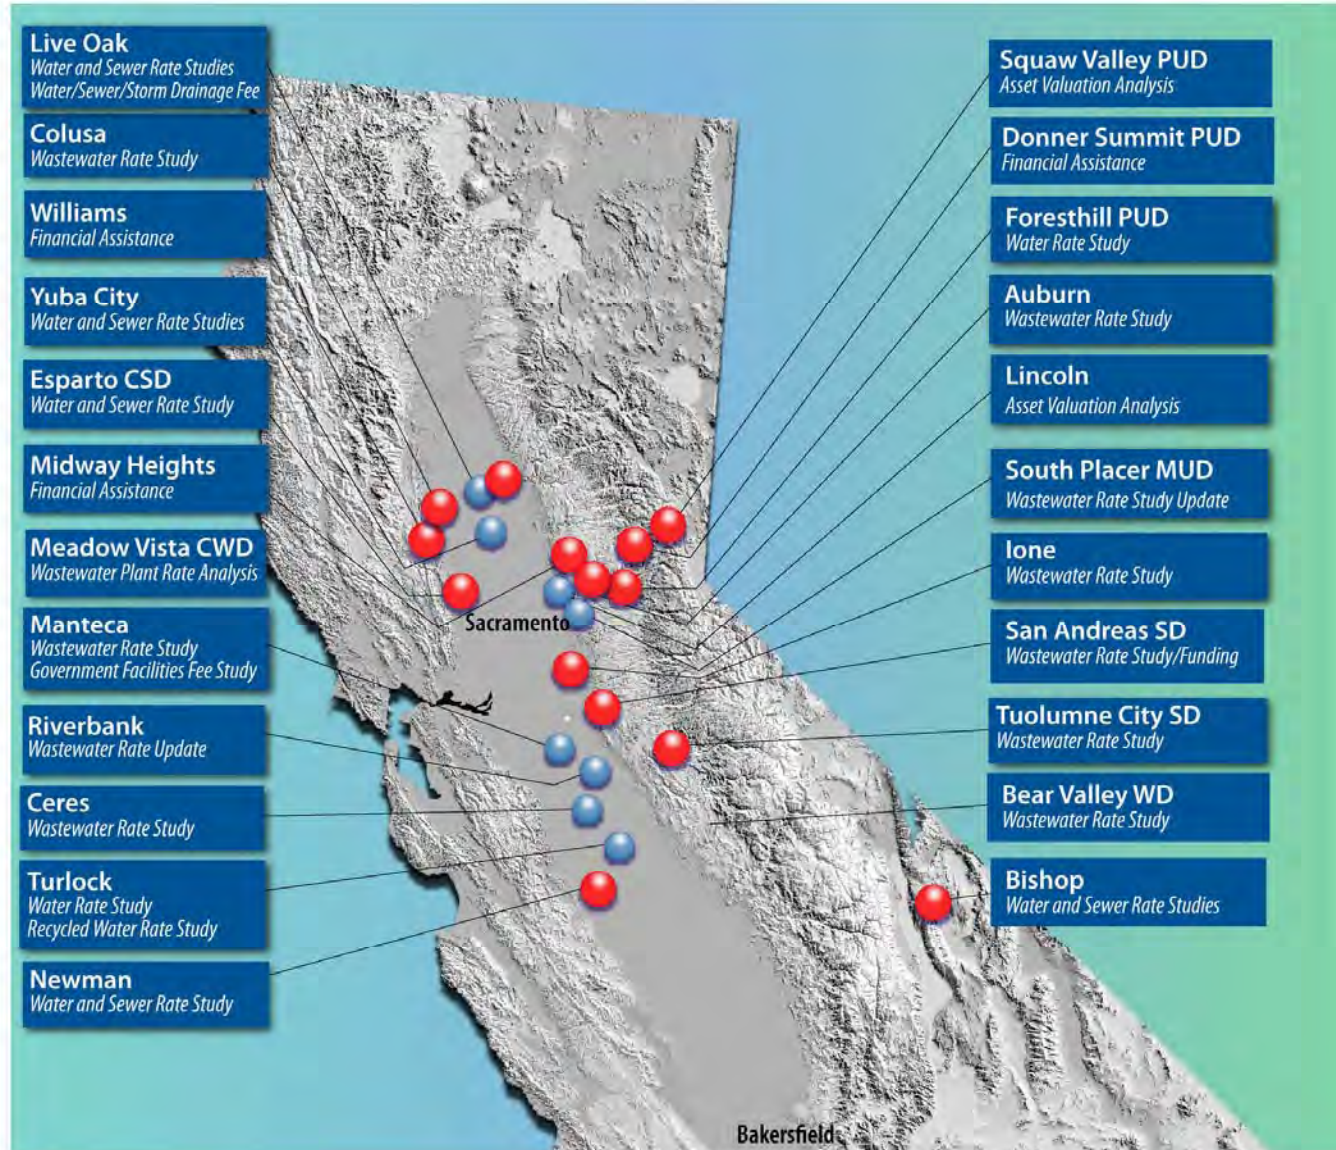 Live Oak
Water and Sewer Rate Studies
Water/Sewer/Storm Drainage Fee
Colusa
Wastewater Rate Study
Williams
Financial Assistance
Yuba City
Water and Sewer Rate Studies
Esparto CSD
Water and Sewer Rate Study
Midway Heights
Financial Assistance
Meadow Vista CWD
Wastewater Plant Rate Analysis
Manteca
Wastewater Rate Study
Government Facilities Fee Study
Riverbank
Wastewater Rate Update
Ceres
Wastewater Rate Study
Turlock
Water Rate Study
Recycled Water Rate Study
Newman
Water and Sewer Rate Study
Sacramento
Bakersfield
Squaw Valley PUD
Asset Valuation Analysis
Donner Summit PUD
Financial Assistance
Foresthill PUD
Water Rate Study
Auburn
Wastewater Rate Study
Lincoln
Asset Valuation Analysis
South Placer MUD
Wastewater Rate Study Update
Ione
Wastewater Rate Study
San Andreas SD
Wastewater Rate Study/Funding
Tuolumne City SD
Wastewater Rate Study
Bear Valley WD
Wastewater Rate Study
Bishop
Water and Sewer Rate Studies